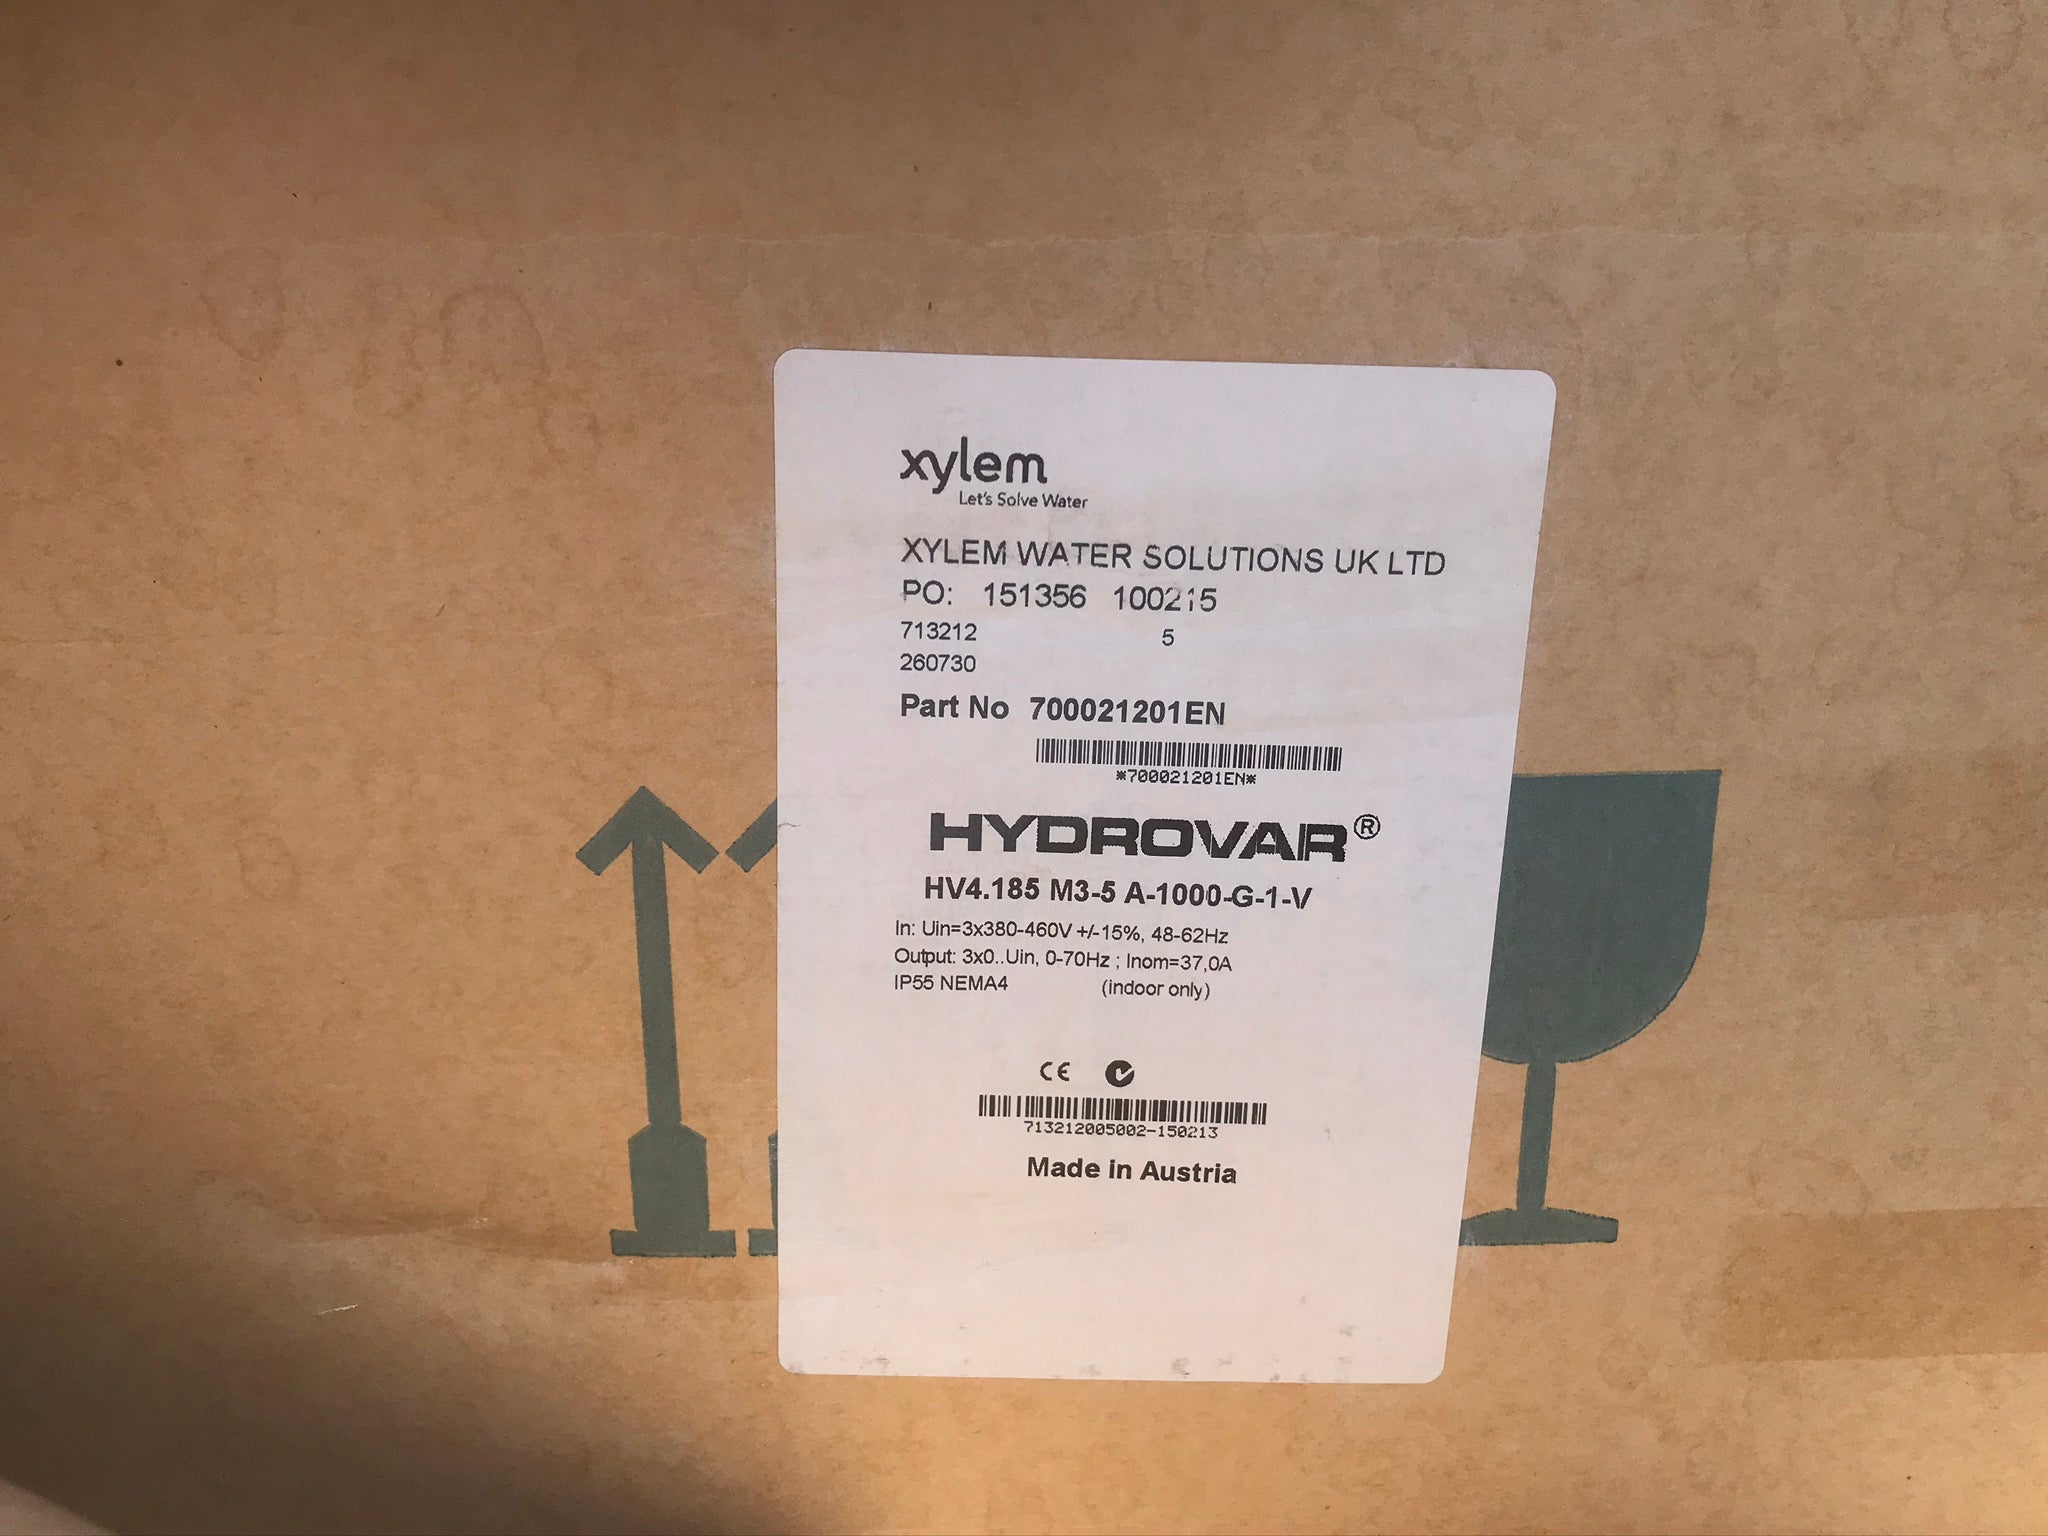 xylem
Let's Solve Water
XYLEM WATER SOLUTIONS UK LTD
PO: 151356 100215
713212 5
260730
Part No 700021201EN
*700021201EN*
HYDROVAR®
HV4.185 M3-5 A-1000-G-1-V
In: Uin=3x380-460V +/-15%, 48-62Hz
Output: 3x0..Uin, 0-70Hz ; Inom=37,0A
IP55 NEMA4 (indoor only)
CE
713212005002-150213
Made in Austria